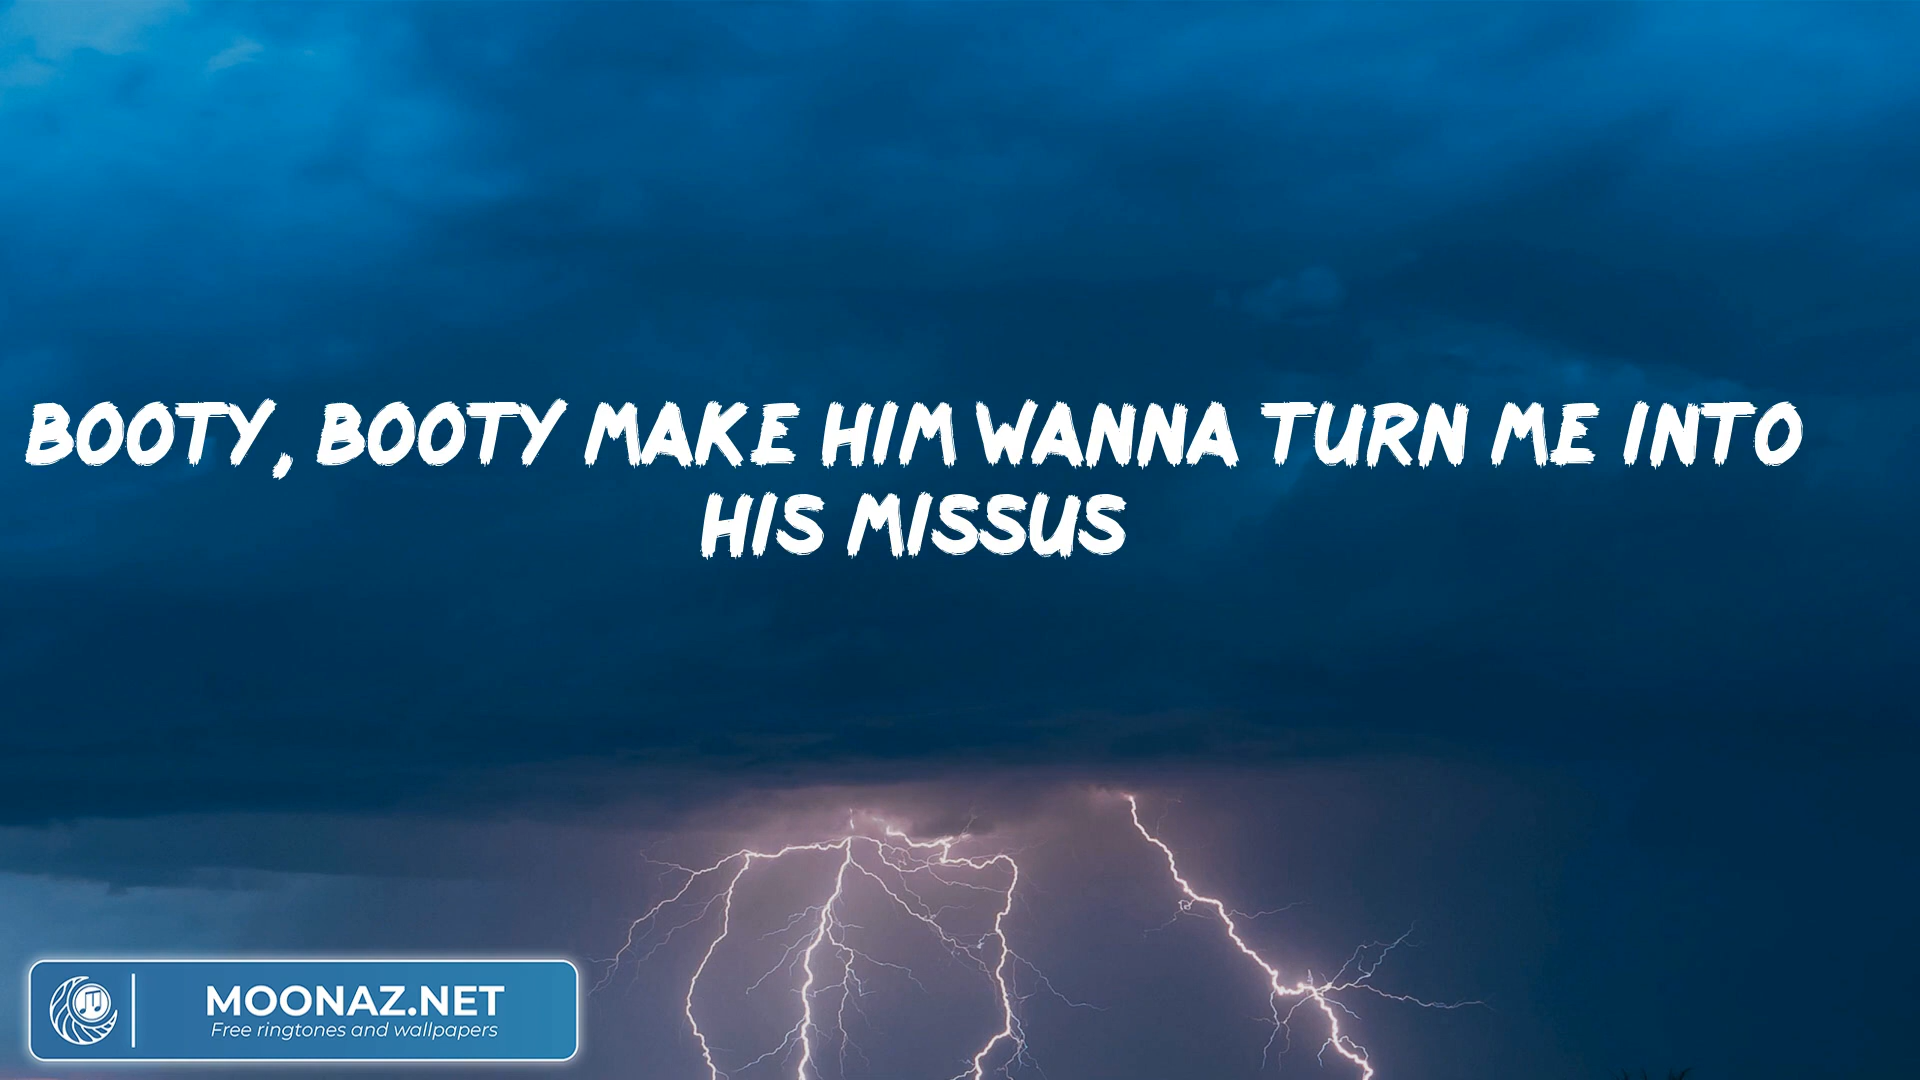 BOOTY, BOOTY MAKE HIM WANNA TURN ME INTO
HIS MISSUS
MOONAZ.NET
Free ringtones and wallpapers